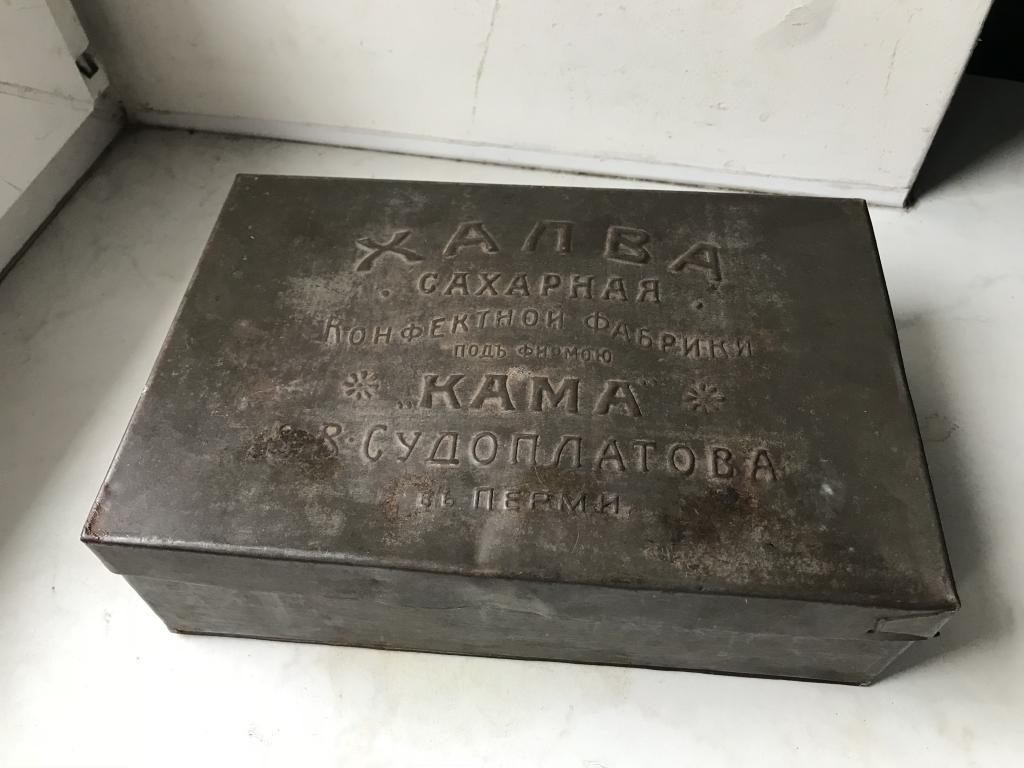 ХАЛВА
САХАРНАЯ
КОНФЕКТНОЙ ФАБРИКИ
ПОДЪ ФИРМОЮ
„КАМА"
В·СУДОПЛАТОВА
въ ПЕРМИ.